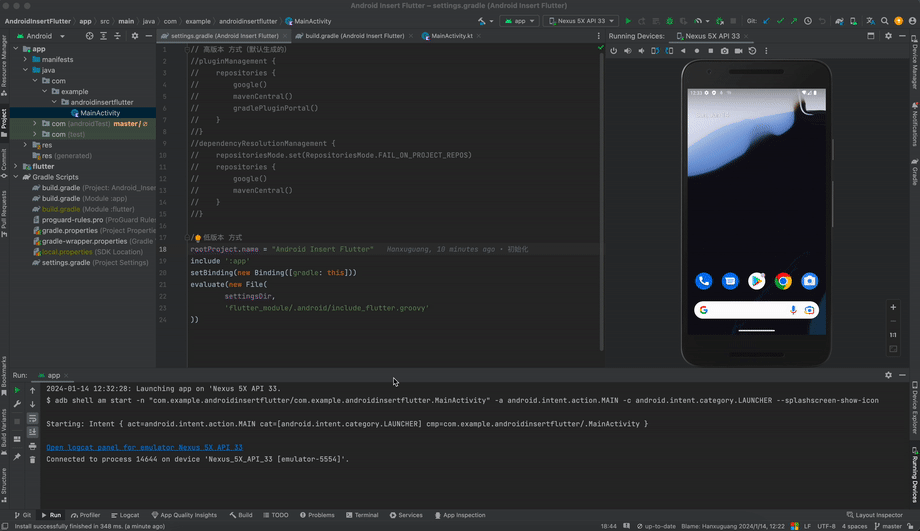 Android Insert Flutter – settings.gradle (Android Flutter)
AndroidInsertFlutter › app › src › main › java › com › example › androidinsertflutter › MainActivity
app
Nexus 5X API 33
Git:
Android
settings.gradle (Android Flutter)
build.gradle (Android Insert Flutter)
MainActivity.kt
Running Devices:
Nexus 5X API 33
app
manifests
java
com
example
androidinsertflutter
MainActivity
com (androidTest) master /
com (test)
res
res (generated)
flutter
Gradle Scripts
build.gradle (Project: Android_Inser
build.gradle (Module :app)
build.gradle (Module :flutter)
proguard-rules.pro (ProGuard Rules
gradle.properties (Project Properties
gradle-wrapper.properties (Gradle
local.properties (SDK Location)
settings.gradle (Project Settings)
1 // 高版本 方式（默认生成的）
2 //pluginManagement {
3 //    repositories {
4 //        google()
5 //        mavenCentral()
6 //        gradlePluginPortal()
7 //    }
8 //}
9 //dependencyResolutionManagement {
10 //    repositoriesMode.set(RepositoriesMode.FAIL_ON_PROJECT_REPOS)
11 //    repositories {
12 //        google()
13 //        mavenCentral()
14 //    }
15 //}
16
17 // 低版本 方式
18 rootProject.name = "Android Insert Flutter" Hanxuguang, 10 minutes ago • 初始化
19 include ':app'
20 setBinding(new Binding([gradle: this]))
21 evaluate(new File(
22 settingsDir,
23 'flutter_module/.android/include_flutter.groovy'
24 ))
Resource Manager
Project
Commit
Pull Requests
Bookmarks
Build Variants
Structure
Device Manager
Notifications
Gradle
Device Explorer
Running Devices
1:1
Run:
app
2024-01-14 12:32:28: Launching app on 'Nexus 5X API 33.
$ adb shell am start -n "com.example.androidinsertflutter/com.example.androidinsertflutter.MainActivity" -a android.intent.action.MAIN -c android.intent.category.LAUNCHER --splashscreen-show-icon
Starting: Intent { act=android.intent.action.MAIN cat=[android.intent.category.LAUNCHER] cmp=com.example.androidinsertflutter/.MainActivity }
Open logcat panel for emulator Nexus 5X API 33
Connected to process 14644 on device 'Nexus_5X_API_33 [emulator-5554]'.
Git
Run
Profiler
Logcat
App Quality Insights
Build
TODO
Problems
Terminal
Services
App Inspection
Layout Inspector
Install successfully finished in 348 ms. (a minute ago)
18:44
up-to-date
Blame: Hanxuguang 2024/1/14, 12:22
LF
UTF-8
4 spaces
master